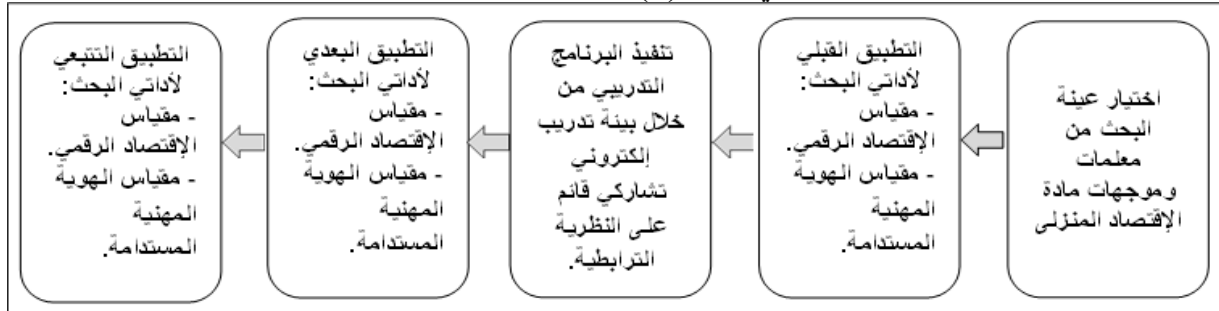 اختيار عينة
البحث من
معلمات
وموجهات مادة
الإقتصاد المنزلى
التطبيق القبلي
لأداتي البحث:
- مقياس
الإقتصاد الرقمي.
- مقياس الهوية
المهنية
المستدامة.
تنفيذ البرنامج
التدريبي من
خلال بيئة تدريب
إلكتروني
تشاركي قائم
على النظرية
الترابطية.
التطبيق البعدي
لأداتي البحث:
- مقياس
الإقتصاد الرقمي.
- مقياس الهوية
المهنية
المستدامة.
التطبيق التتبعي
لأداتي البحث:
- مقياس
الإقتصاد الرقمي.
- مقياس الهوية
المهنية
المستدامة.